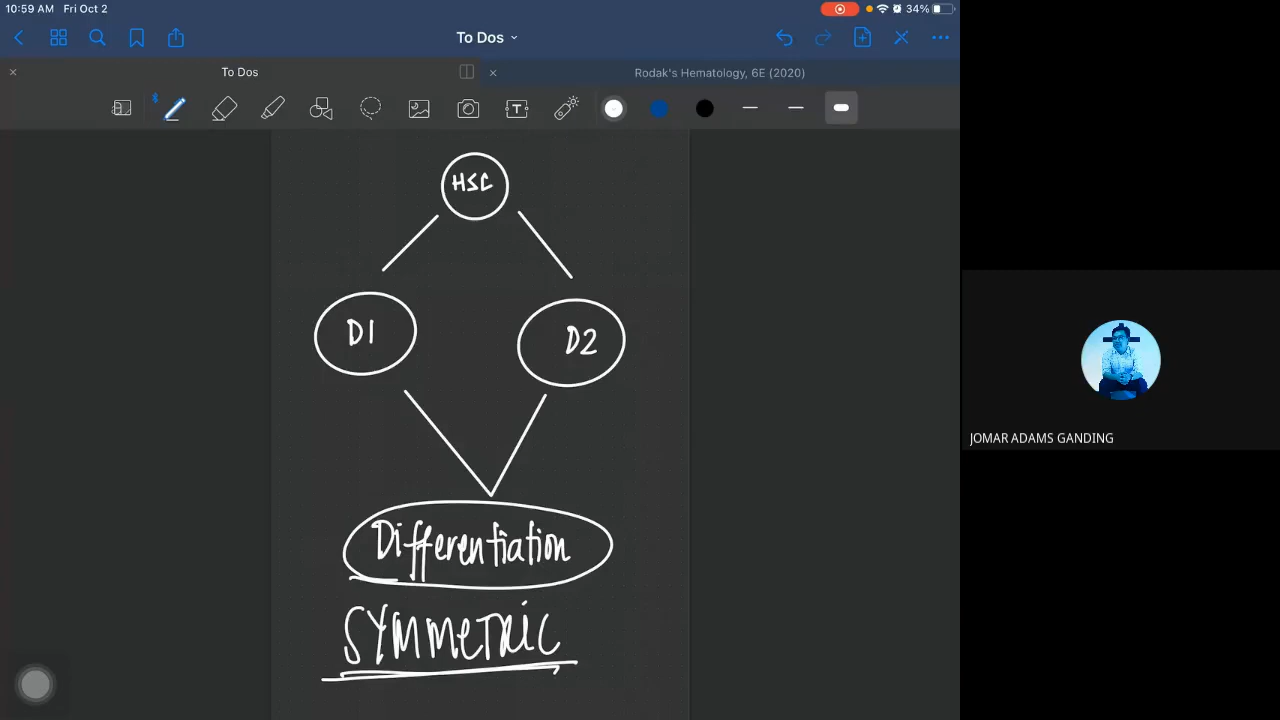 10:59 AM Fri Oct 2
34%
To Dos
To Dos
Rodak's Hematology, 6E (2020)
T
HSC
D1
D2
Differentiation
SYMMETRIC
JOMAR ADAMS GANDING